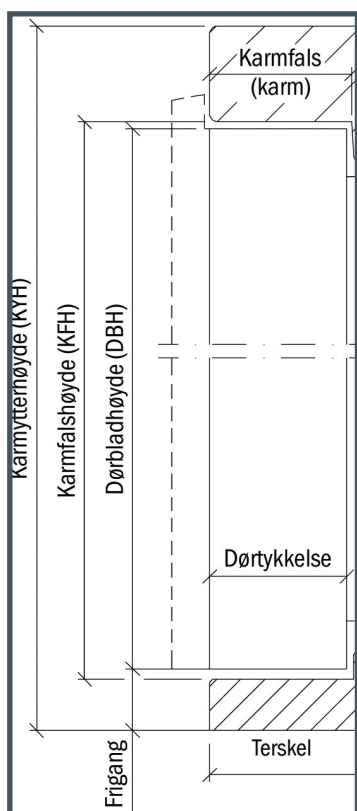 Karmfals
(karm)
Karmytterhøyde (KYH)
Karmfalshøyde (KFH)
Dørbladhøyde (DBH)
Dørtykkelse
Terskel
Frigang